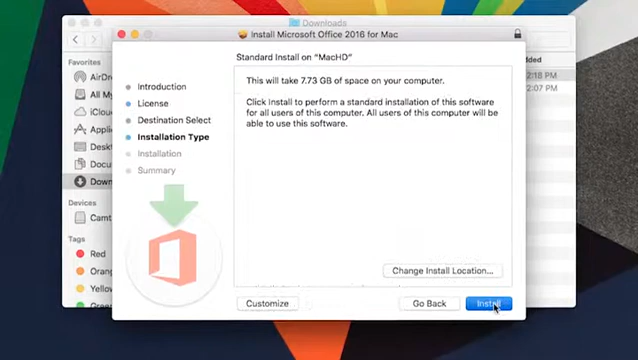 Downloads
Install Microsoft Office 2016 for Mac
Standard Install on “MacHD”
Favorites
AirDr
All My
iCloud
Applic
Deskt
Docu
Down
Devices
Camt
Tags
Red
Orang
Yello
Green
Introduction
License
Destination Select
Installation Type
Installation
Summary
This will take 7.73 GB of space on your computer.
Click Install to perform a standard installation of this software
for all users of this computer. All users of this computer will be
able to use this software.
Change Install Location...
Customize
Go Back
Install
dded
2:18 PM
2:07 PM